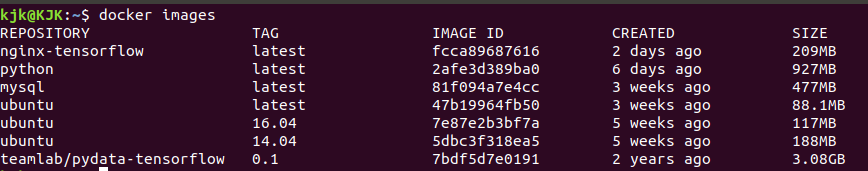 kjk@KJK:~$ docker images
REPOSITORY TAG IMAGE ID CREATED SIZE
nginx-tensorflow latest fcca89687616 2 days ago 209MB
python latest 2afe3d389ba0 6 days ago 927MB
mysql latest 81f094a7e4cc 3 weeks ago 477MB
ubuntu latest 47b19964fb50 3 weeks ago 88.1MB
ubuntu 16.04 7e87e2b3bf7a 5 weeks ago 117MB
ubuntu 14.04 5dbc3f318ea5 5 weeks ago 188MB
teamlab/pydata-tensorflow 0.1 7bdf5d7e0191 2 years ago 3.08GB